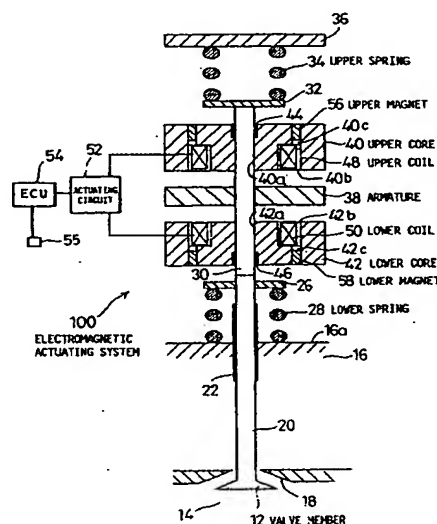 36
34 UPPER SPRING
32
44
56 UPPER MAGNET
40c
40 UPPER CORE
48 UPPER COIL
40b
40a
38 ARMATURE
42a
42b
50 LOWER COIL
42c
42 LOWER CORE
58 LOWER MAGNET
30
46
26
28 LOWER SPRING
16a
16
22
20
18
14
12 VALVE MEMBER
54
ECU
55
52
ACTUATING
CIRCUIT
100
ELECTROMAGNETIC
ACTUATING SYSTEM